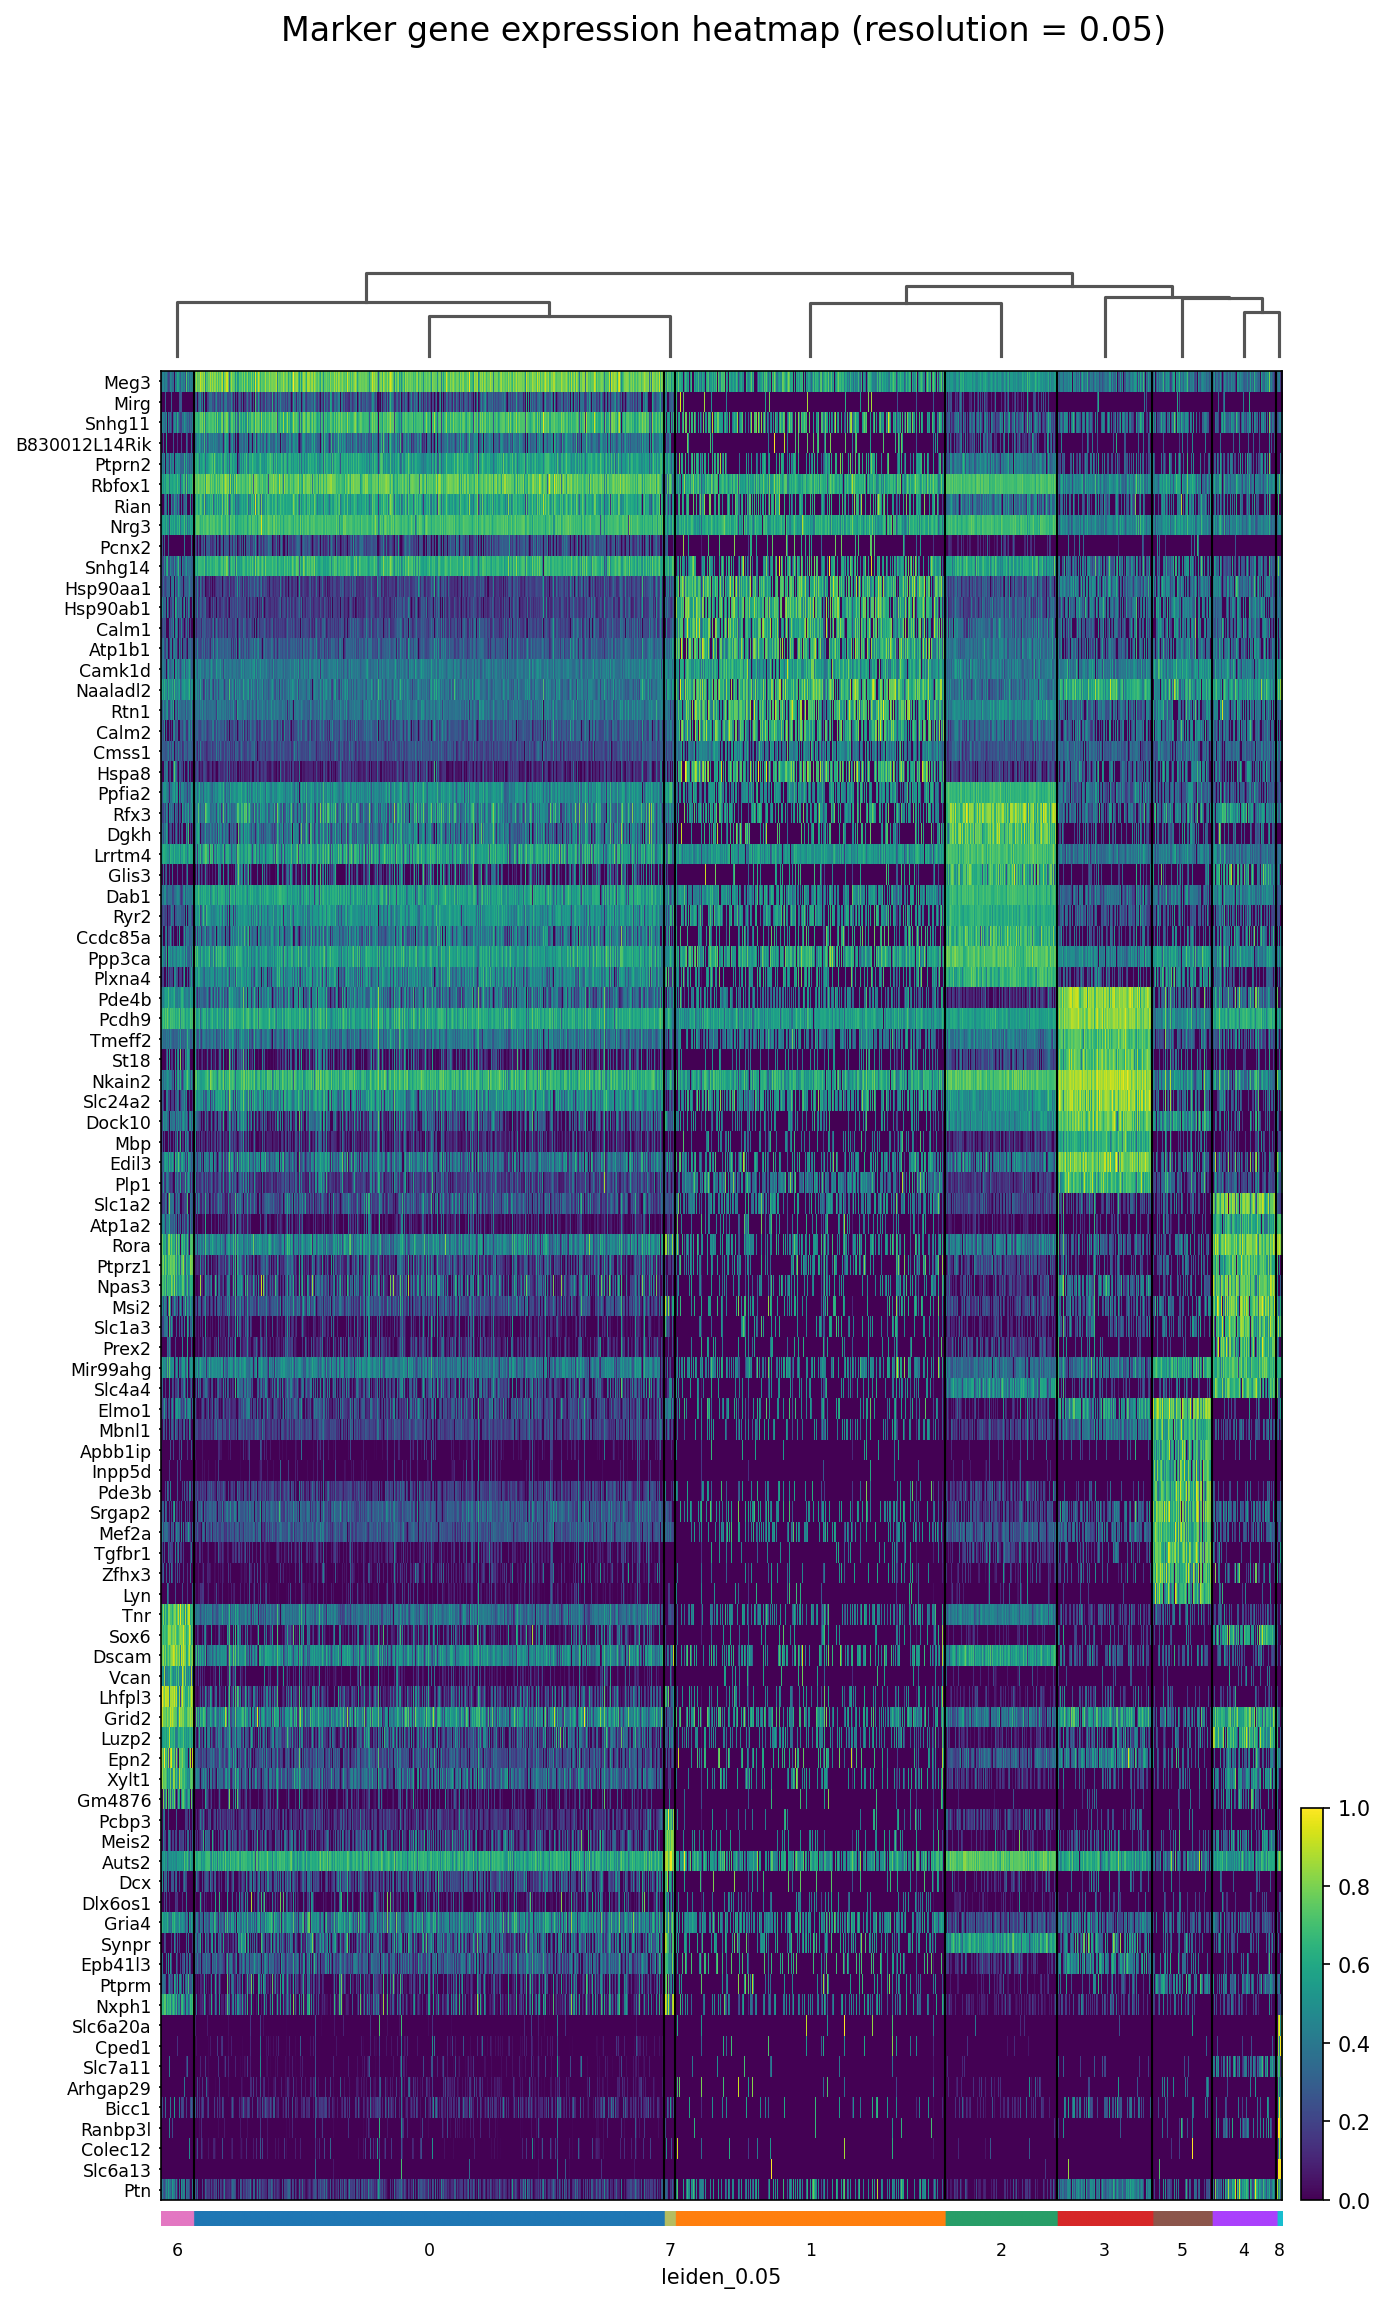 Marker gene expression heatmap (resolution = 0.05)
Meg3
Mirg
Snhg11
B830012L14Rik
Ptprn2
Rbfox1
Rian
Nrg3
Pcnx2
Snhg14
Hsp90aa1
Hsp90ab1
Calm1
Atp1b1
Camk1d
Naaladl2
Rtn1
Calm2
Cmss1
Hspa8
Ppfia2
Rfx3
Dgkh
Lrrtm4
Glis3
Dab1
Ryr2
Ccdc85a
Ppp3ca
Plxna4
Pde4b
Pcdh9
Tmeff2
St18
Nkain2
Slc24a2
Dock10
Mbp
Edil3
Plp1
Slc1a2
Atp1a2
Rora
Ptprz1
Npas3
Msi2
Slc1a3
Prex2
Mir99ahg
Slc4a4
Elmo1
Mbnl1
Apbb1ip
Inpp5d
Pde3b
Srgap2
Mef2a
Tgfbr1
Zfhx3
Lyn
Tnr
Sox6
Dscam
Vcan
Lhfpl3
Grid2
Luzp2
Epn2
Xylt1
Gm4876
Pcbp3
Meis2
Auts2
Dcx
Dlx6os1
Gria4
Synpr
Epb41l3
Ptprm
Nxph1
Slc6a20a
Cped1
Slc7a11
Arhgap29
Bicc1
Ranbp3l
Colec12
Slc6a13
Ptn
1.0
0.8
0.6
0.4
0.2
0.0
6 0 7 1 2 3 5 4 8
leiden_0.05